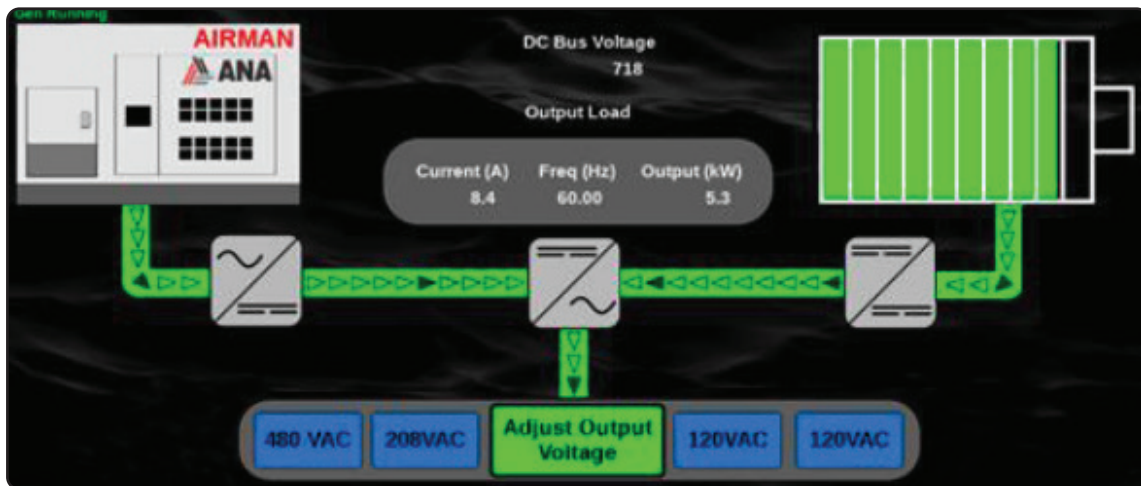 Gen Running
AIRMAN
ANA
DC Bus Voltage
718
Output Load
Current (A) Freq (Hz) Output (kW)
8.4 60.00 5.3
480 VAC
208VAC
Adjust Output
Voltage
120VAC
120VAC